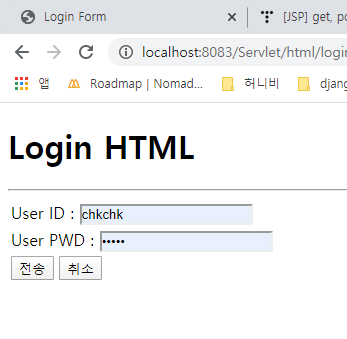 Login Form [JSP] get, po
localhost:8083/Servlet/html/login
앱 Roadmap | Nomad... 허니비 djang
Login HTML
User ID : chkchk
User PWD : •••••
전송 취소